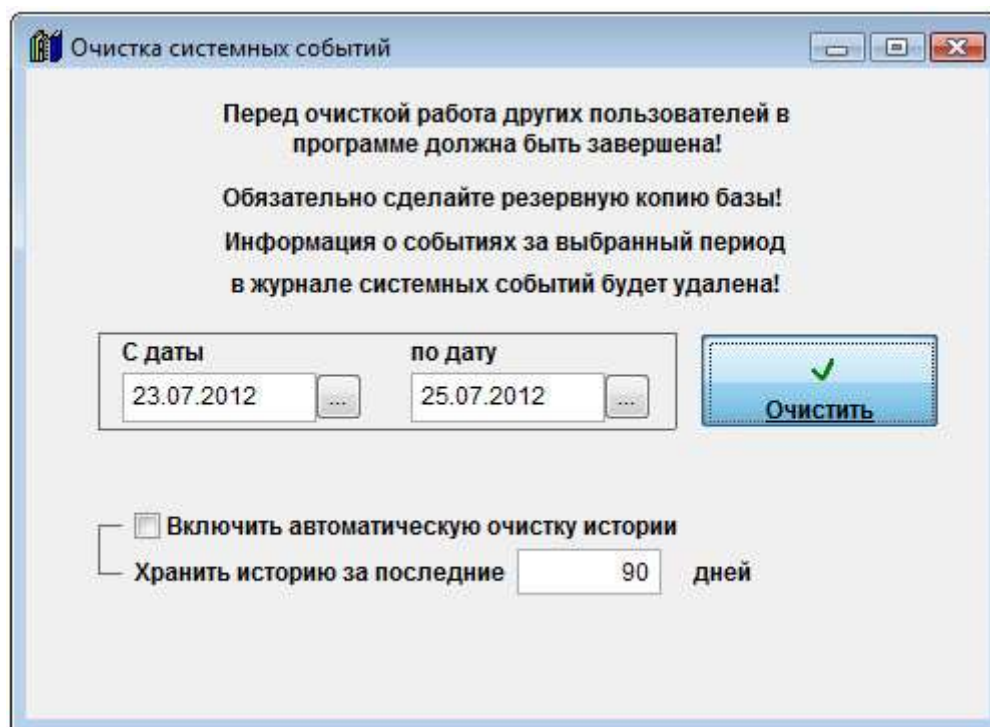 Очистка системных событий
Перед очисткой работа других пользователей в
программе должна быть завершена!
Обязательно сделайте резервную копию базы!
Информация о событиях за выбранный период
в журнале системных событий будет удалена!
С даты по дату
23.07.2012 ... 25.07.2012 ...
Очистить
Включить автоматическую очистку истории
Хранить историю за последние 90 дней